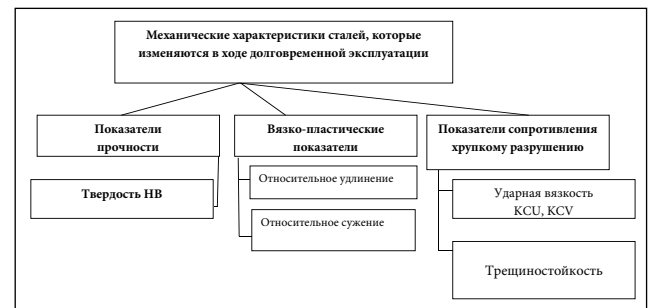 Механические характеристики сталей, которые
изменяются в ходе долговременной эксплуатации
Показатели
прочности
Твердость НВ
Вязко-пластические
показатели
Относительное удлинение
Относительное сужение
Показатели сопротивления
хрупкому разрушению
Ударная вязкость
KCU, KCV
Трещиностойкость